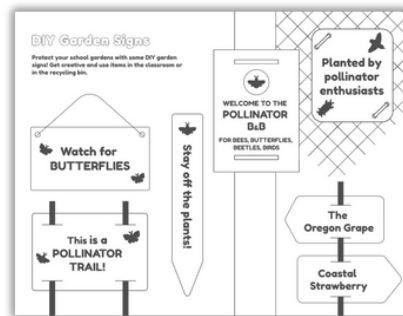 DIY Garden Signs
Protect your school gardens with some DIY garden
signs! Get creative and use items in the classroom or
in the recycling bin.
Watch for
BUTTERFLIES
This is a
POLLINATOR
TRAIL!
Stay off the plants!
WELCOME TO THE
POLLINATOR
B&B
FOR BEES, BUTTERFLIES,
BEETLES, BIRDS
Planted by
pollinator
enthusiasts
The
Oregon Grape
Coastal
Strawberry